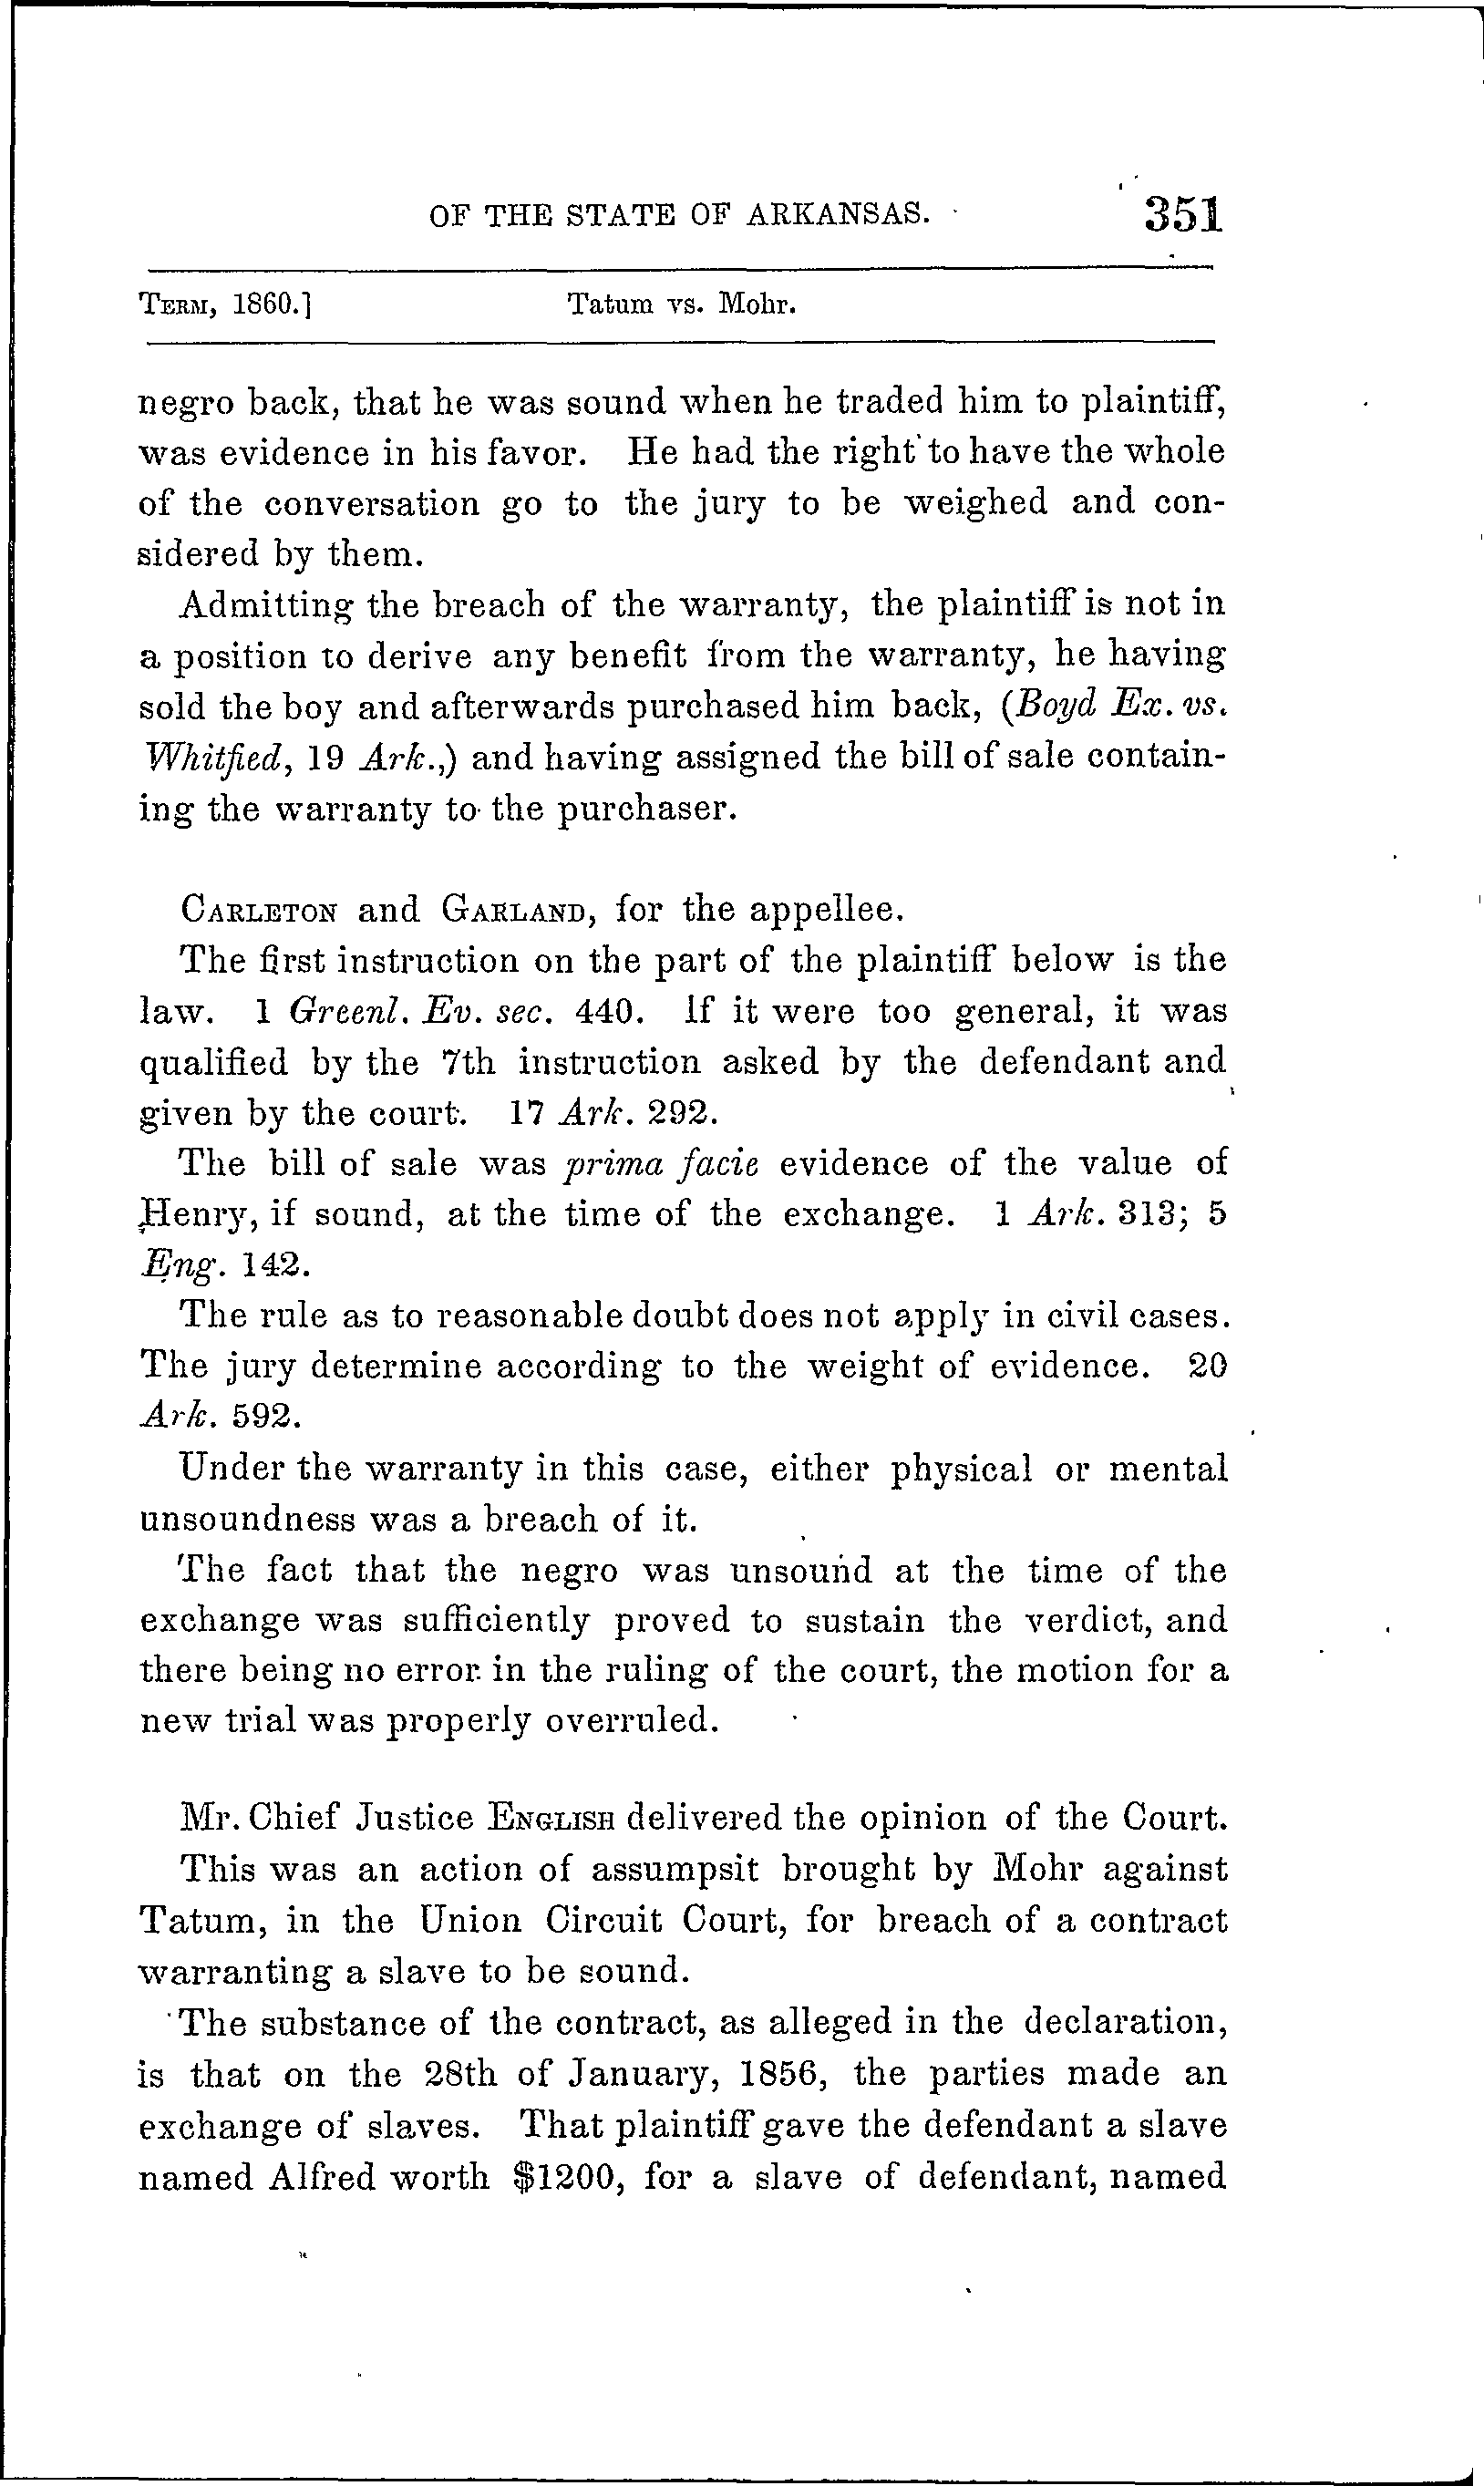 OF THE STATE OF ARKANSAS. 351
TERM, 1860.] Tatum vs. Mohr.
negro back, that he was sound when he traded him to plaintiff,
was evidence in his favor. He had the right to have the whole
of the conversation go to the jury to be weighed and con-
sidered by them.
Admitting the breach of the warranty, the plaintiff is not in
a position to derive any benefit from the warranty, he having
sold the boy and afterwards purchased him back, (Boyd Ex. vs.
Whitfied, 19 Ark.,) and having assigned the bill of sale contain-
ing the warranty to the purchaser.
CARLETON and GARLAND, for the appellee.
The first instruction on the part of the plaintiff below is the
law. 1 Greenl. Ev. sec. 440. If it were too general, it was
qualified by the 7th instruction asked by the defendant and
given by the court. 17 Ark. 292.
The bill of sale was prima facie evidence of the value of
Henry, if sound, at the time of the exchange. 1 Ark. 313; 5
Eng. 142.
The rule as to reasonable doubt does not apply in civil cases.
The jury determine according to the weight of evidence. 20
Ark. 592.
Under the warranty in this case, either physical or mental
unsoundness was a breach of it.
The fact that the negro was unsound at the time of the
exchange was sufficiently proved to sustain the verdict, and
there being no error in the ruling of the court, the motion for a
new trial was properly overruled.
Mr. Chief Justice ENGLISH delivered the opinion of the Court.
This was an action of assumpsit brought by Mohr against
Tatum, in the Union Circuit Court, for breach of a contract
warranting a slave to be sound.
The substance of the contract, as alleged in the declaration,
is that on the 28th of January, 1856, the parties made an
exchange of slaves. That plaintiff gave the defendant a slave
named Alfred worth $1200, for a slave of defendant, named